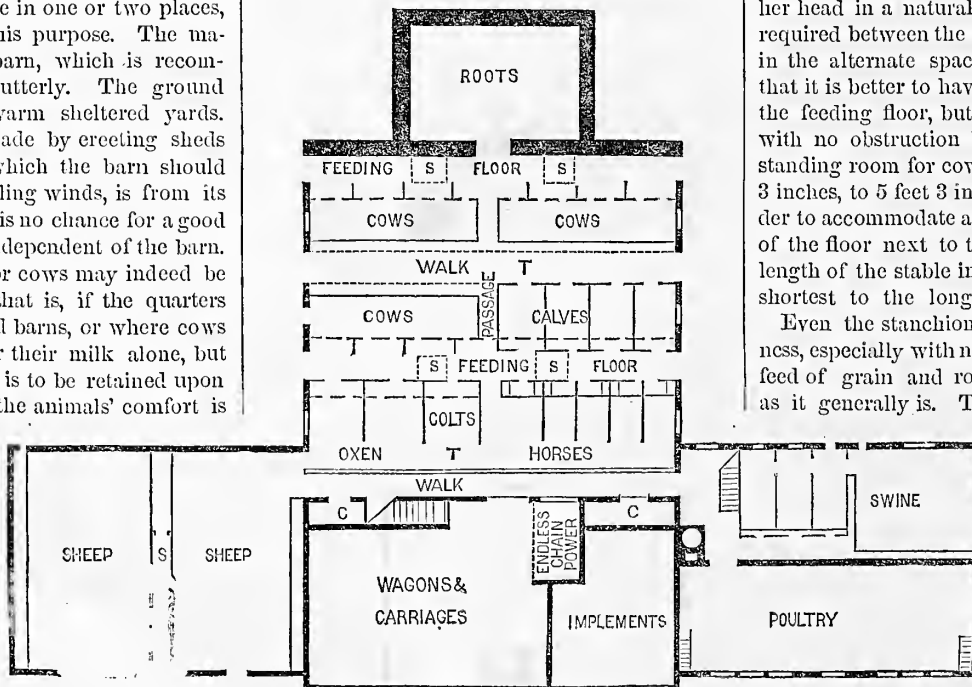 e in one or two places,
his purpose. The ma-
barn, which is recom-
utterly. The ground
warm sheltered yards.
ade by erecting sheds
which the barn should
ling winds, is from its
is no chance for a good
dependent of the barn.
or cows may indeed be
hat is, if the quarters
l barns, or where cows
r their milk alone, but
is to be retained upon
the animals' comfort is
ROOTS
FEEDING S FLOOR S
COWS COWS
WALK T
COWS PASSAGE CALVES
S FEEDING S FLOOR
COLTS
OXEN T HORSES
WALK
C C
SHEEP S SHEEP
ENDLESS
CHAIN
POWER
WAGONS&
CARRIAGES
IMPLEMENTS
SWINE
POULTRY
her head in a natural
required between the
in the alternate spac
that it is better to hav
the feeding floor, but
with no obstruction
standing room for cow
3 inches, to 5 feet 3 in
der to accommodate a
of the floor next to t
length of the stable in
shortest to the long
Even the stanchion
ness, especially with n
feed of grain and ro
as it generally is. T